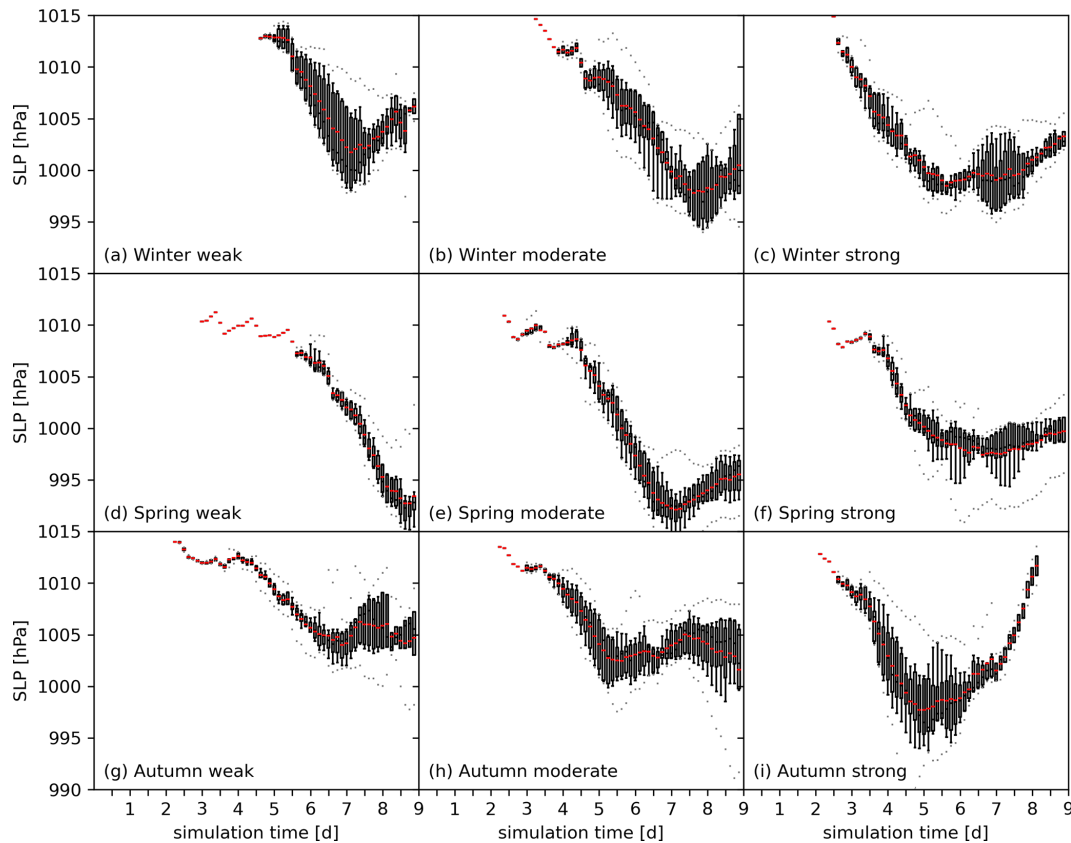 1015
1010
1005
1000
995
SLP [hPa]
(a) Winter weak
(b) Winter moderate
(c) Winter strong
1015
1010
1005
1000
995
SLP [hPa]
(d) Spring weak
(e) Spring moderate
(f) Spring strong
1015
1010
1005
1000
995
990
SLP [hPa]
(g) Autumn weak
(h) Autumn moderate
(i) Autumn strong
1 2 3 4 5 6 7 8 9
1 2 3 4 5 6 7 8 9
1 2 3 4 5 6 7 8 9
simulation time [d]
simulation time [d]
simulation time [d]